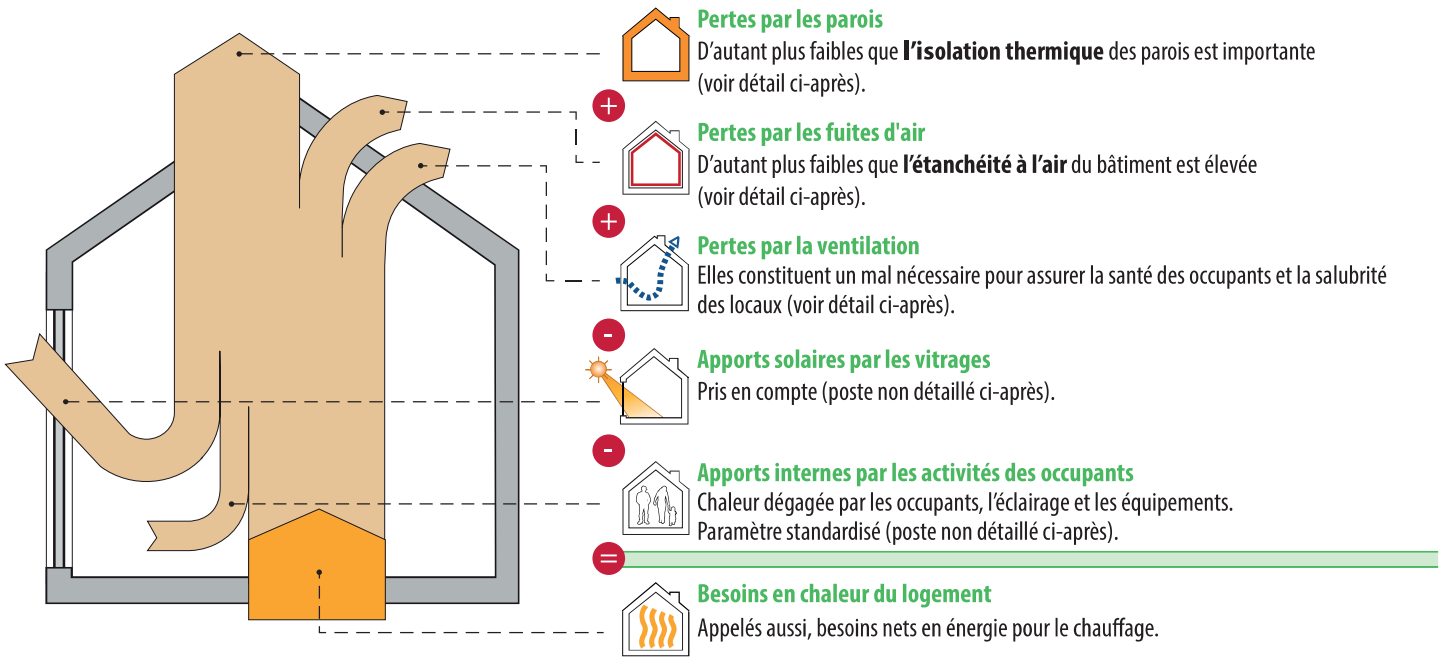 Pertes par les parois
D'autant plus faibles que l'isolation thermique des parois est importante
(voir détail ci-après).
+
Pertes par les fuites d'air
D'autant plus faibles que l'étanchéité à l'air du bâtiment est élevée
(voir détail ci-après).
+
Pertes par la ventilation
Elles constituent un mal nécessaire pour assurer la santé des occupants et la salubrité
des locaux (voir détail ci-après).
-
Apports solaires par les vitrages
Pris en compte (poste non détaillé ci-après).
-
Apports internes par les activités des occupants
Chaleur dégagée par les occupants, l'éclairage et les équipements.
Paramètre standardisé (poste non détaillé ci-après).
=
Besoins en chaleur du logement
Appelés aussi, besoins nets en énergie pour le chauffage.